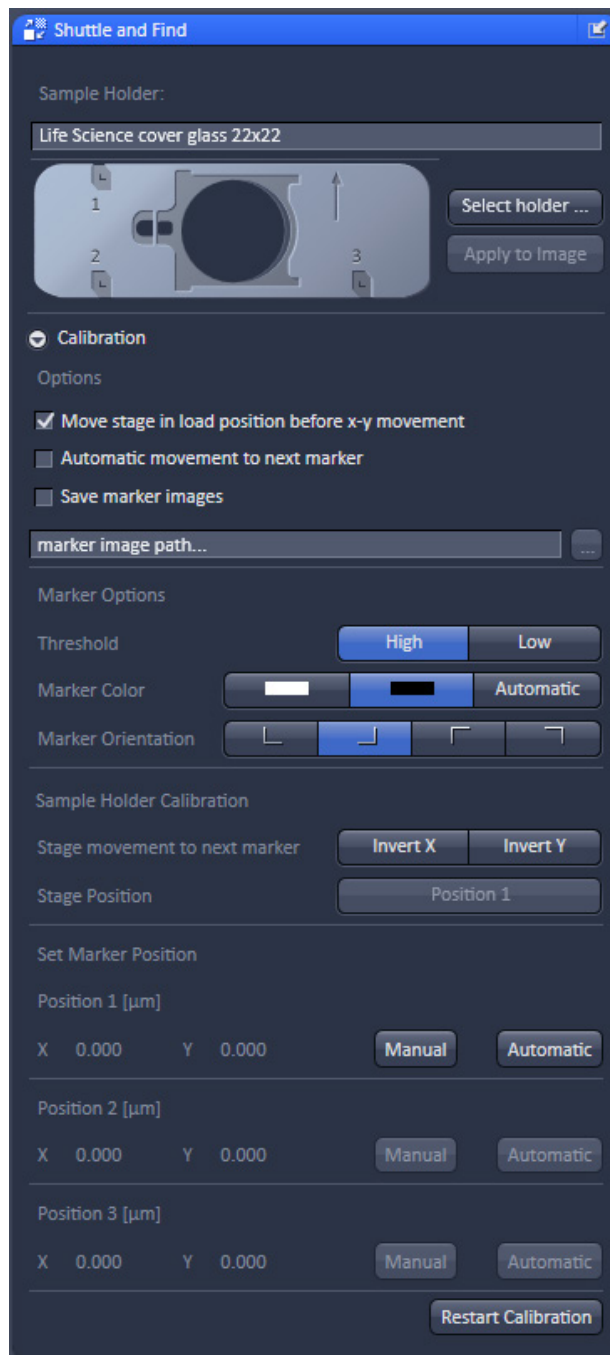 Shuttle and Find
Sample Holder:
Life Science cover glass 22x22
1
2
3
Select holder ...
Apply to Image
Calibration
Options
Move stage in load position before x-y movement
Automatic movement to next marker
Save marker images
marker image path...
...
Marker Options
Threshold High Low
Marker Color Automatic
Marker Orientation
Sample Holder Calibration
Stage movement to next marker Invert X Invert Y
Stage Position Position 1
Set Marker Position
Position 1 [µm]
X 0.000 Y 0.000 Manual Automatic
Position 2 [µm]
X 0.000 Y 0.000 Manual Automatic
Position 3 [µm]
X 0.000 Y 0.000 Manual Automatic
Restart Calibration